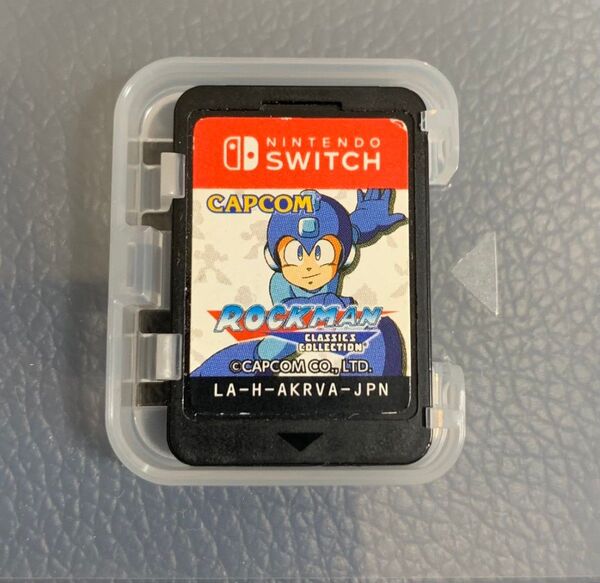 NINTENDO
SWITCH
CAPCOM
ROCKMAN
CLASSICS
COLLECTION
©CAPCOM CO., LTD.
LA-H-AKRVA-JPN